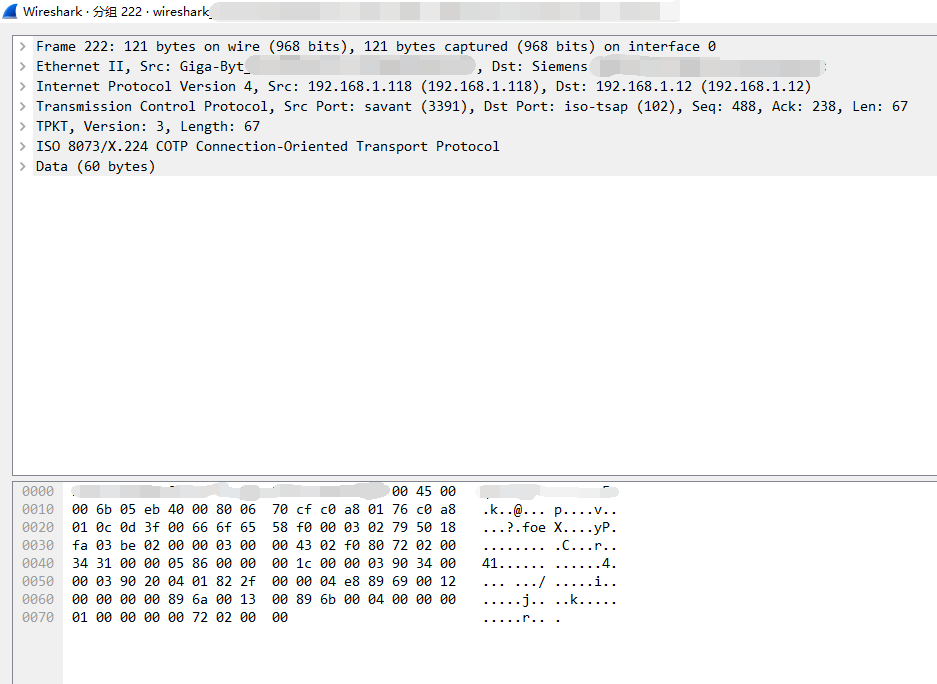 Wireshark · 分组 222 · wireshark_
Frame 222: 121 bytes on wire (968 bits), 121 bytes captured (968 bits) on interface 0
Ethernet II, Src: Giga-Byt_ , Dst: Siemens
Internet Protocol Version 4, Src: 192.168.1.118 (192.168.1.118), Dst: 192.168.1.12 (192.168.1.12)
Transmission Control Protocol, Src Port: savant (3391), Dst Port: iso-tsap (102), Seq: 488, Ack: 238, Len: 67
TPKT, Version: 3, Length: 67
ISO 8073/X.224 COTP Connection-Oriented Transport Protocol
Data (60 bytes)
0000 00 45 00
0010 00 6b 05 eb 40 00 80 06 70 cf c0 a8 01 76 c0 a8 .k..@... p....v..
0020 01 0c 0d 3f 00 66 6f 65 58 f0 00 03 02 79 50 18 ...?.foe X....yP.
0030 fa 03 be 02 00 00 03 00 00 43 02 f0 80 72 02 00 ........ .C...r..
0040 34 31 00 00 05 86 00 00 00 1c 00 00 03 90 34 00 41...... ......4.
0050 00 03 90 20 04 01 82 2f 00 00 04 e8 89 69 00 12 ... .../ .....i..
0060 00 00 00 00 89 6a 00 13 00 89 6b 00 04 00 00 00 .....j.. ..k.....
0070 01 00 00 00 00 72 02 00 00 .....r.. .